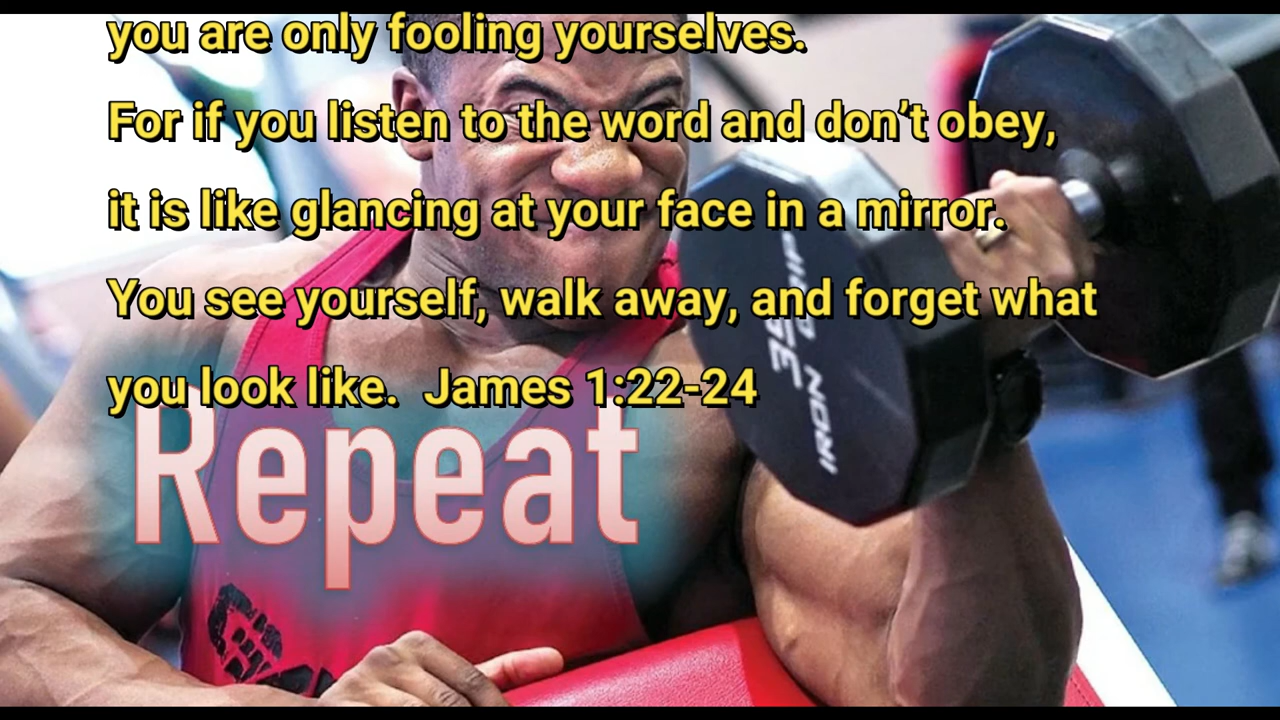 you are only fooling yourselves.
For if you listen to the word and don’t obey,
it is like glancing at your face in a mirror.
You see yourself, walk away, and forget what
you look like.  James 1:22-24
Repeat
IRON GRIP
35